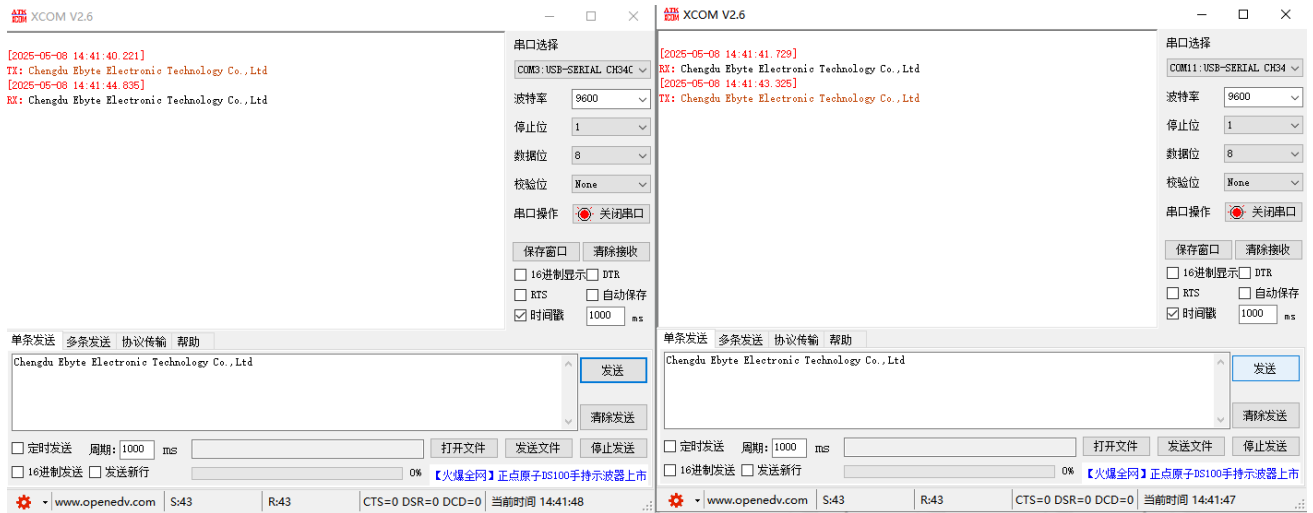 XCOM V2.6
[2025-05-08 14:41:40.221]
TX: Chengdu Ebyte Electronic Technology Co.,Ltd
[2025-05-08 14:41:44.835]
RX: Chengdu Ebyte Electronic Technology Co.,Ltd
串口选择
COM3:USB-SERIAL CH34C
波特率 9600
停止位 1
数据位 8
校验位 None
串口操作 关闭串口
保存窗口 清除接收
16进制显示 DTR
RTS 自动保存
时间戳 1000 ms
单条发送 多条发送 协议传输 帮助
Chengdu Ebyte Electronic Technology Co.,Ltd
发送
清除发送
定时发送 周期: 1000 ms 打开文件 发送文件 停止发送
16进制发送 发送新行 0% 【火爆全网】正点原子DS100手持示波器上市
www.openedv.com S:43 R:43 CTS=0 DSR=0 DCD=0 当前时间 14:41:48
XCOM V2.6
[2025-05-08 14:41:41.729]
RX: Chengdu Ebyte Electronic Technology Co.,Ltd
[2025-05-08 14:41:43.325]
TX: Chengdu Ebyte Electronic Technology Co.,Ltd
串口选择
COM11:USB-SERIAL CH34
波特率 9600
停止位 1
数据位 8
校验位 None
串口操作 关闭串口
保存窗口 清除接收
16进制显示 DTR
RTS 自动保存
时间戳 1000 ms
单条发送 多条发送 协议传输 帮助
Chengdu Ebyte Electronic Technology Co.,Ltd
发送
清除发送
定时发送 周期: 1000 ms 打开文件 发送文件 停止发送
16进制发送 发送新行 0% 【火爆全网】正点原子DS100手持示波器上市
www.openedv.com S:43 R:43 CTS=0 DSR=0 DCD=0 当前时间 14:41:47